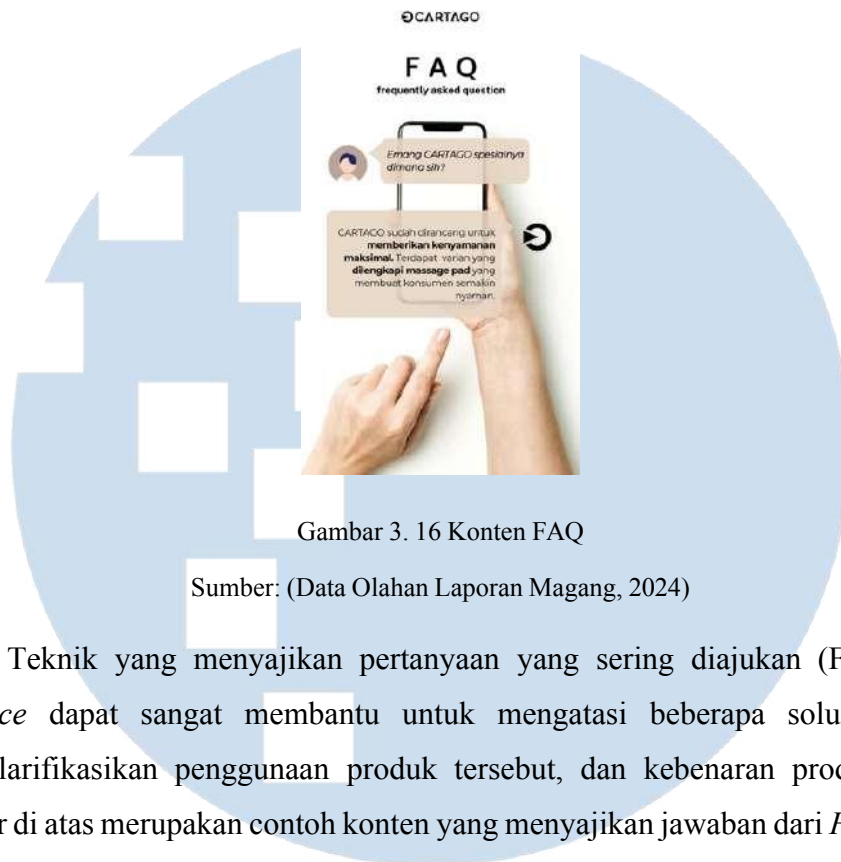 CARTAGO
FAQ
frequently asked question
Emang CARTAGO spesialnya
dimana sih?
CARTAGO sudah dirancang untuk
memberikan kenyamanan
maksimal. Terdapat varian yang
dilengkapi massage pad yang
membuat konsumen semakin
nyaman.
Gambar 3. 16 Konten FAQ
Sumber: (Data Olahan Laporan Magang, 2024)
Teknik yang menyajikan pertanyaan yang sering diajukan (F
ce dapat sangat membantu untuk mengatasi beberapa solu
larifikasikan penggunaan produk tersebut, dan kebenaran prod
r di atas merupakan contoh konten yang menyajikan jawaban dari F